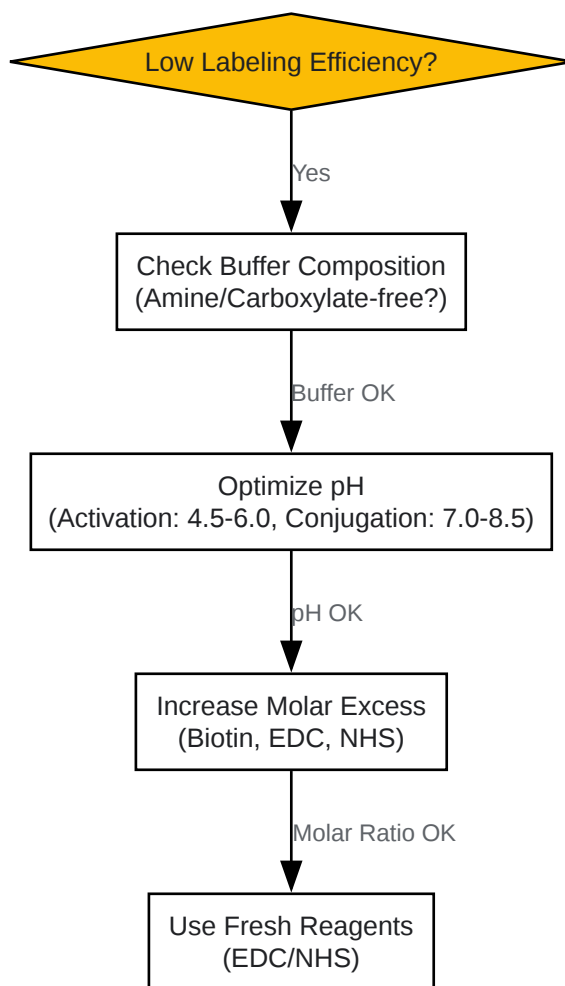 Low Labeling Efficiency?
Yes
Check Buffer Composition
(Amine/Carboxylate-free?)
Buffer OK
Optimize pH
(Activation: 4.5-6.0, Conjugation: 7.0-8.5)
pH OK
Increase Molar Excess
(Biotin, EDC, NHS)
Molar Ratio OK
Use Fresh Reagents
(EDC/NHS)